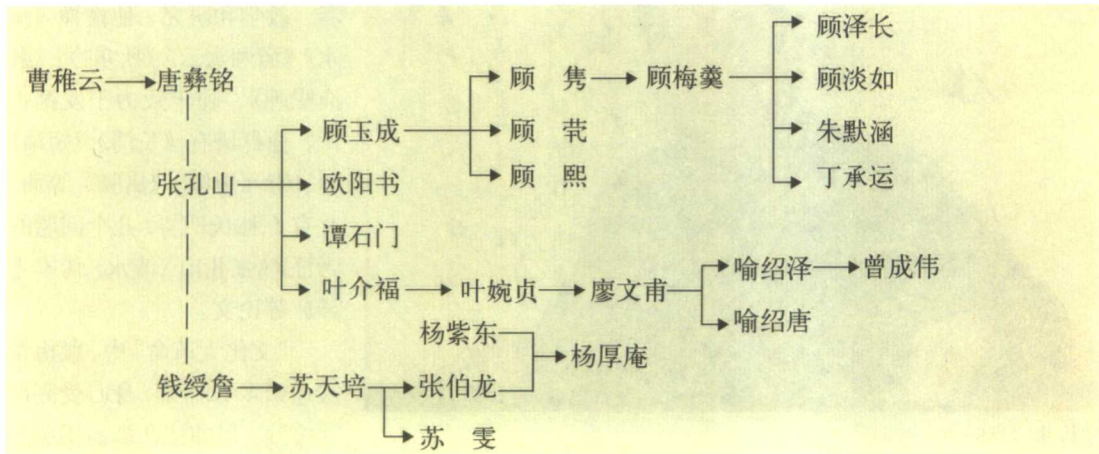 顾泽长
曹稚云 唐彝铭 顾隽 顾梅羹 顾淡如
顾玉成 顾茕 朱默涵
张孔山 欧阳书 顾熙 丁承运
谭石门
叶介福 叶婉贞 廖文甫 喻绍泽 曾成伟
喻绍唐
杨紫东
杨厚庵
钱绶詹 苏天培 张伯龙
苏雯